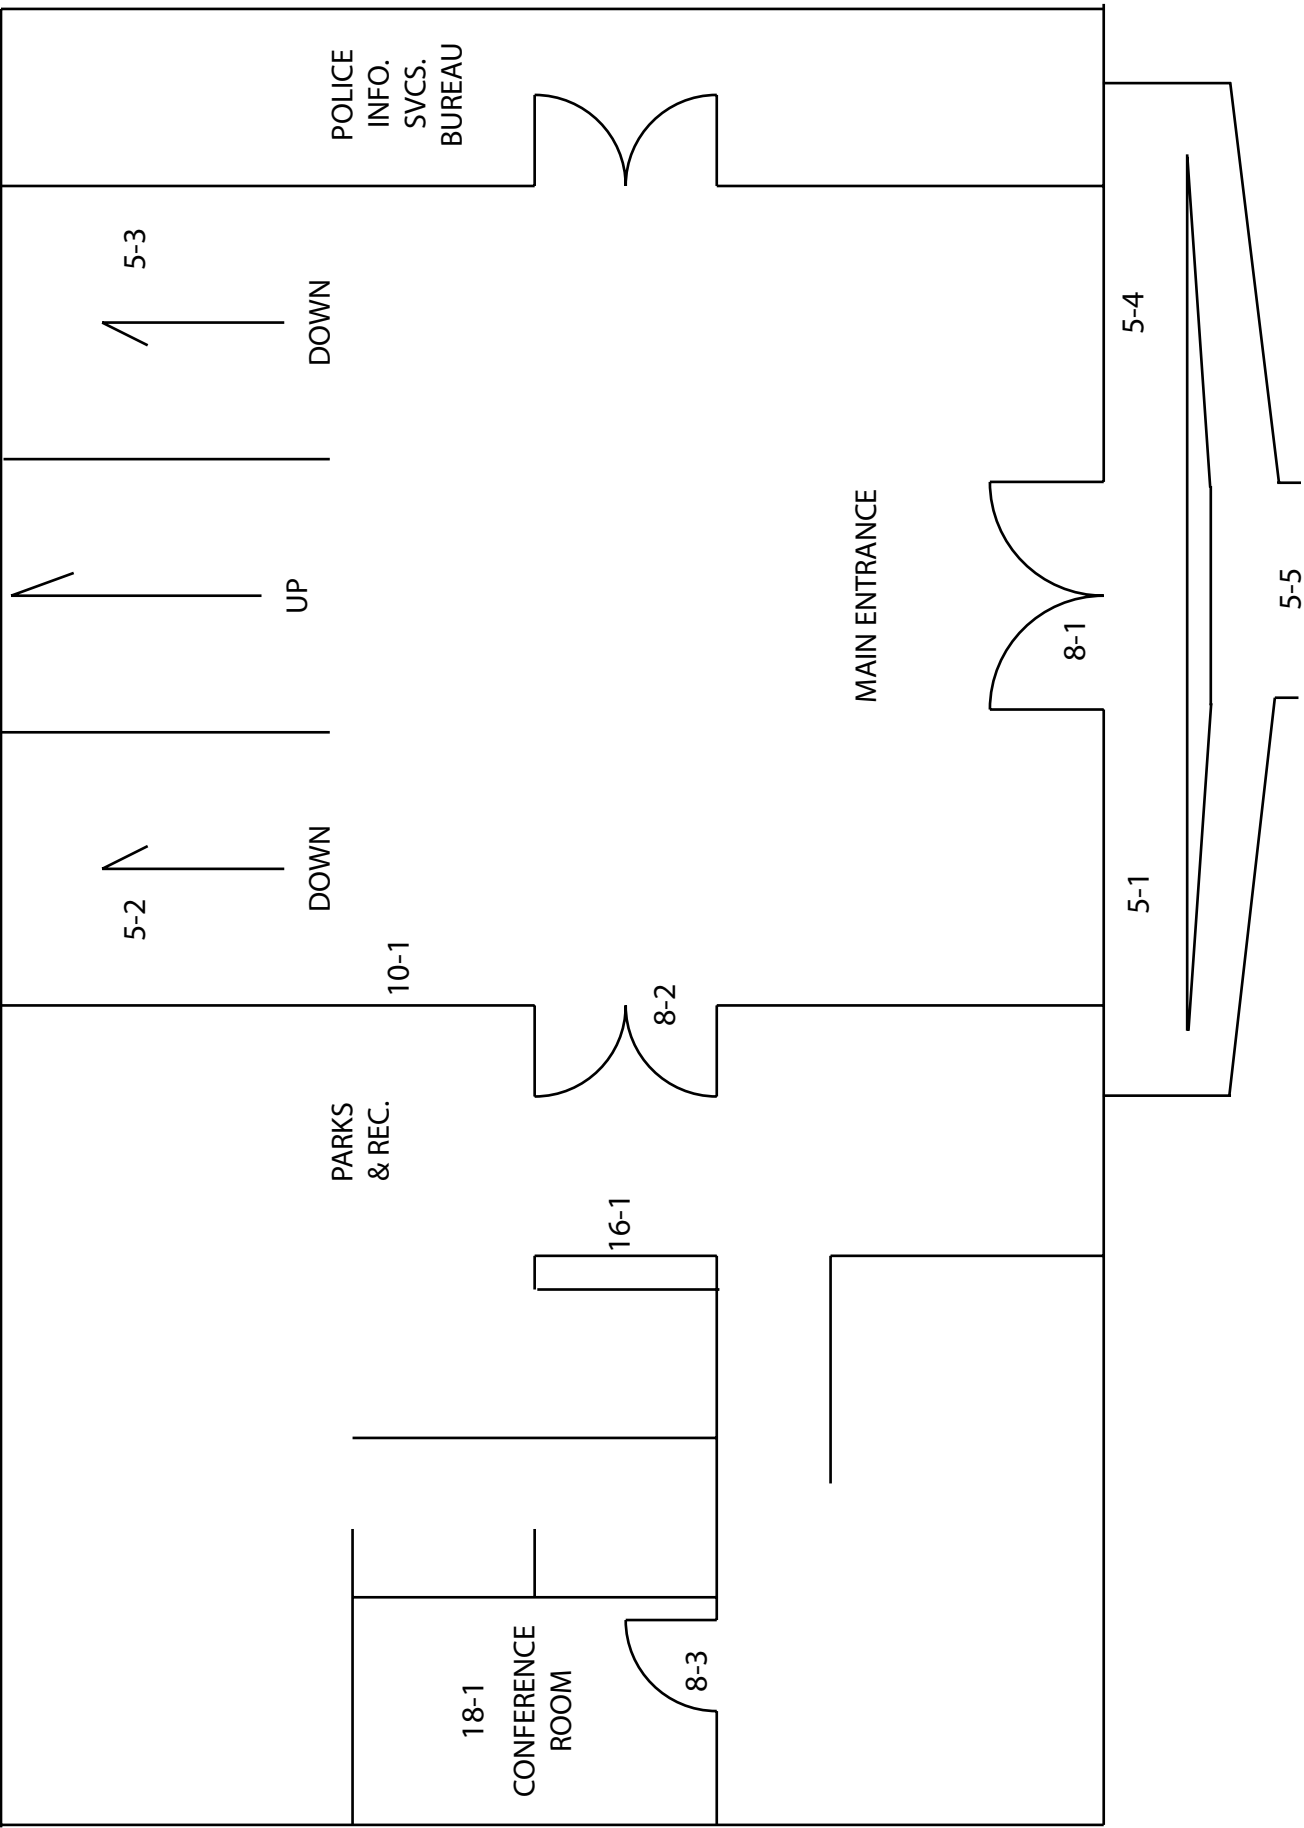 5-2
5-3
UP
DOWN
DOWN
PARKS
& REC.
POLICE
INFO.
SVCS.
BUREAU
10-1
18-1
CONFERENCE
ROOM
16-1
8-2
8-3
MAIN ENTRANCE
8-1
5-1
5-4
5-5